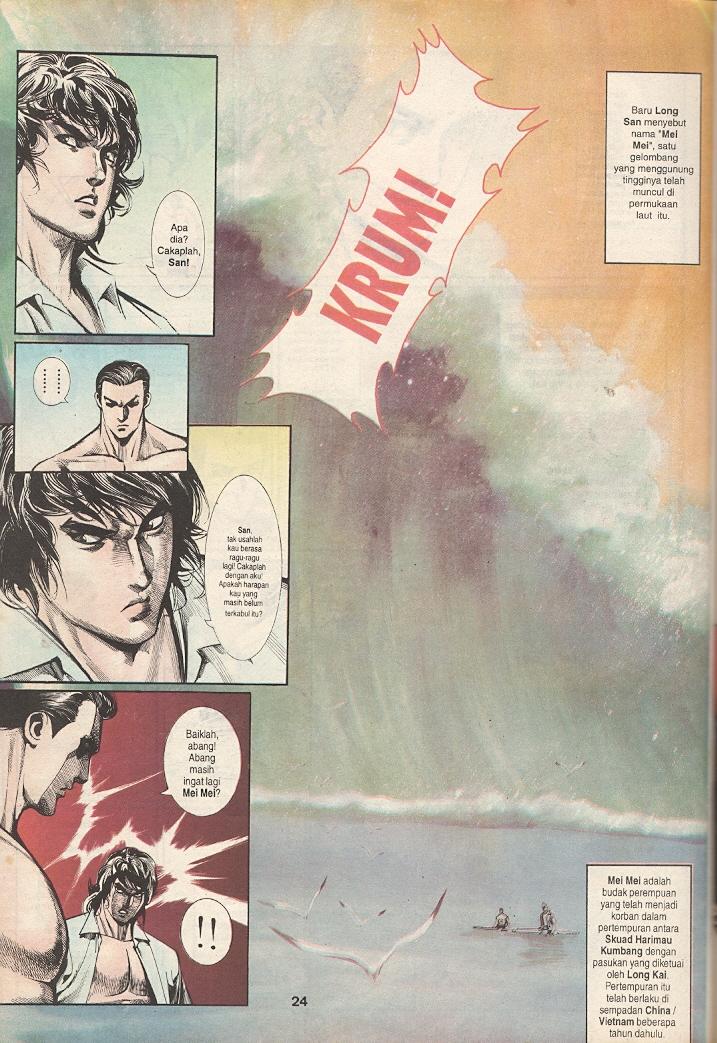 Apa
dia?
Cakaplah,
San!
San,
tak usahlah
kau berasa
ragu-ragu
lagi! Cakaplah
dengan aku!
Apakah harapan
kau yang
masih belum
terkabul itu?
Baiklah,
abang!
Abang
masih
ingat lagi
Mei Mei?
!!
KRUM!
Baru Long
San menyebut
nama "Mei
Mei", satu
gelombang
yang menggunung
tingginya telah
muncul di
permukaan
laut itu.
Mei Mei adalah
budak perempuan
yang telah menjadi
korban dalam
pertempuran antara
Skuad Harimau
Kumbang dengan
pasukan yang diketuai
oleh Long Kai.
Pertempuran itu
telah berlaku di
sempadan China /
Vietnam beberapa
tahun dahulu.
24